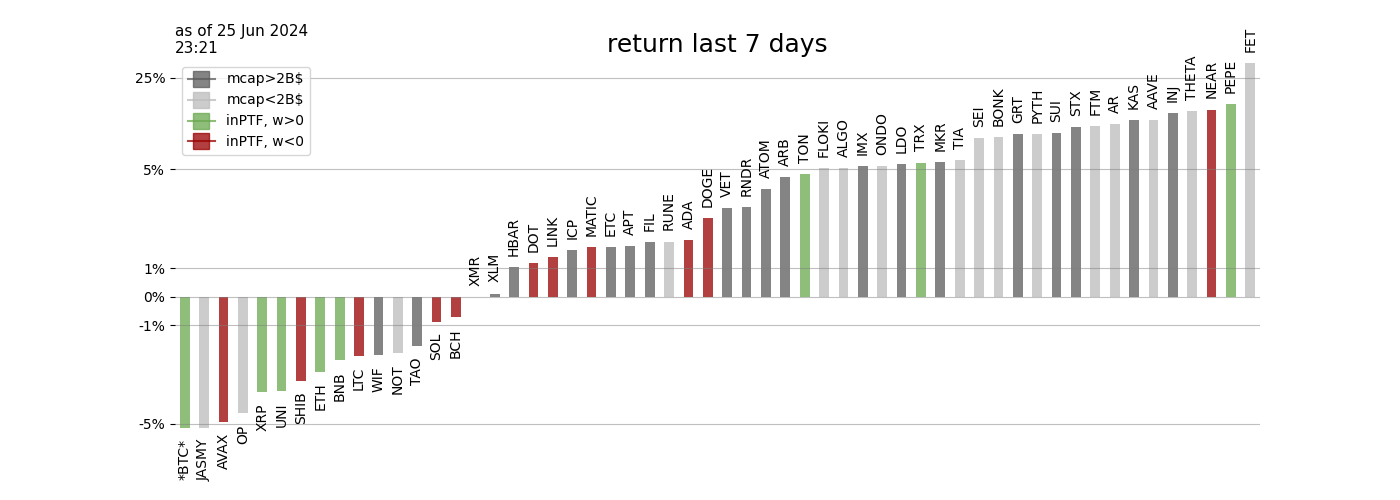 as of 25 Jun 2024
23:21
return last 7 days
mcap>2B$
mcap<2B$
inPTF, w>0
inPTF, w<0
25%
5%
1%
0%
-1%
-5%
*BTC*
JASMY
AVAX
OP
XRP
UNI
SHIB
ETH
BNB
LTC
WIF
NOT
TAO
SOL
BCH
XMR
XLM
HBAR
DOT
LINK
ICP
MATIC
ETC
APT
FIL
RUNE
ADA
DOGE
VET
RNDR
ATOM
ARB
TON
FLOKI
ALGO
IMX
ONDO
LDO
TRX
MKR
TIA
SEI
BONK
GRT
PYTH
SUI
STX
FTM
AR
KAS
AAVE
INJ
THETA
NEAR
PEPE
FET